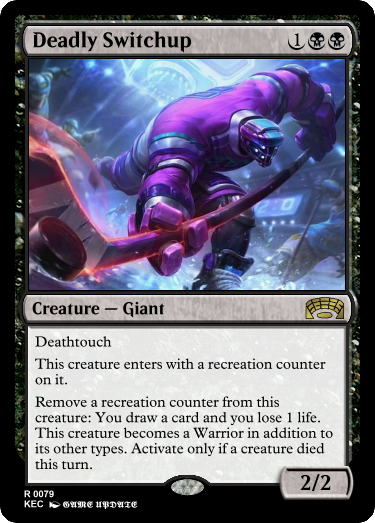 Deadly Switchup 1
Creature — Giant
Deathtouch
This creature enters with a recreation counter
on it.
Remove a recreation counter from this
creature: You draw a card and you lose 1 life.
This creature becomes a Warrior in addition to
its other types. Activate only if a creature died
this turn.
2/2
R 0079
KEC GAME UPDATE